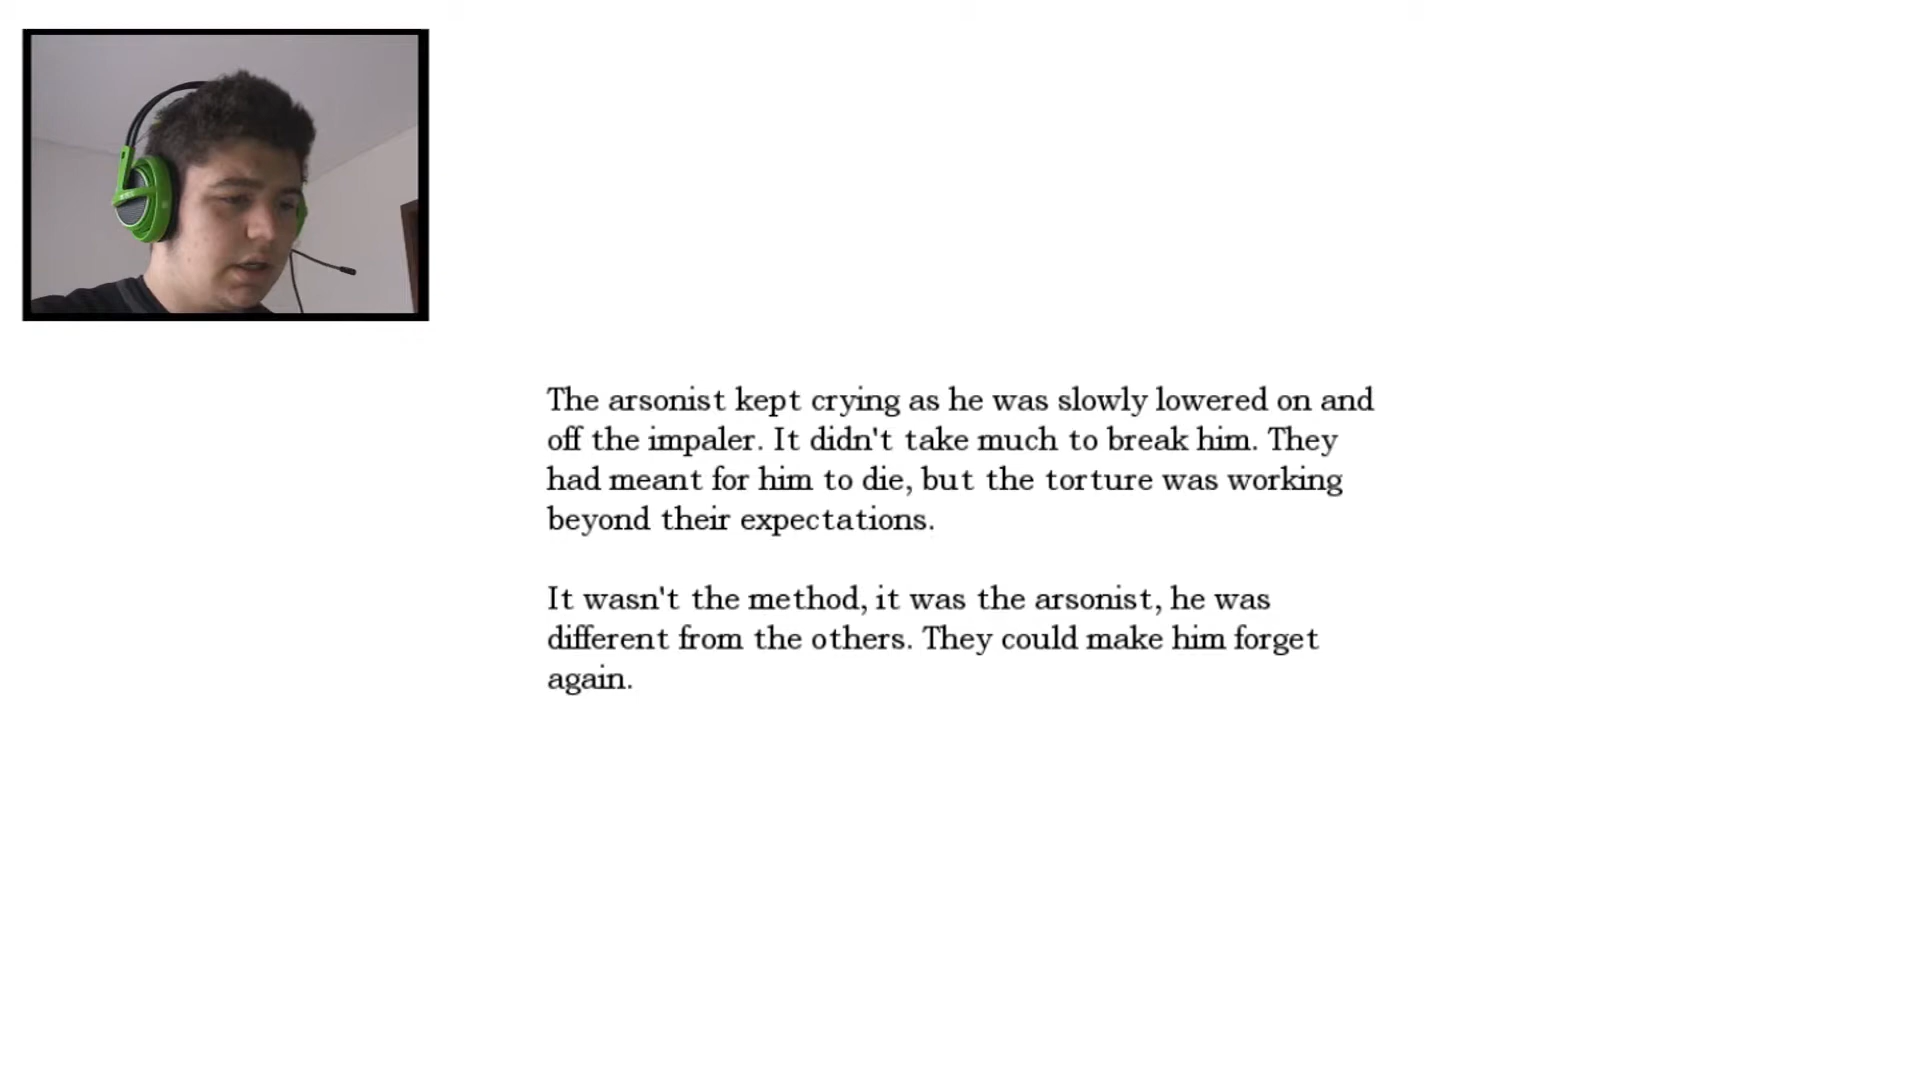 The arsonist kept crying as he was slowly lowered on and
off the impaler. It didn't take much to break him. They
had meant for him to die, but the torture was working
beyond their expectations.
It wasn't the method, it was the arsonist, he was
different from the others. They could make him forget
again.